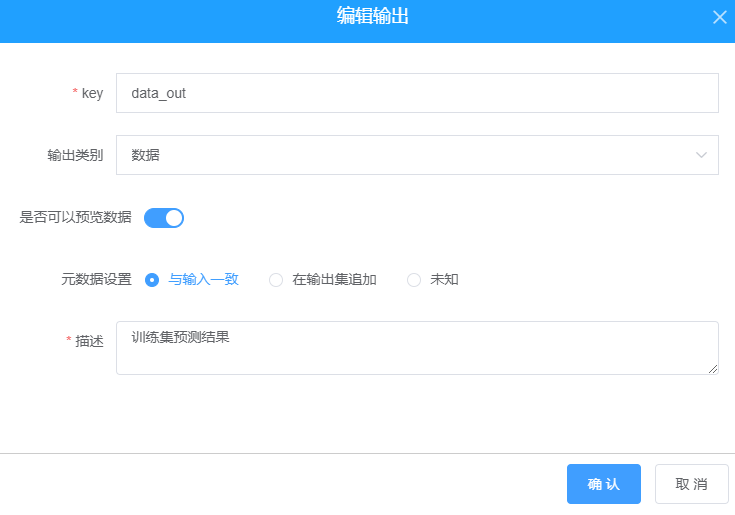 编辑输出
* key
data_out
输出类别
数据
是否可以预览数据
元数据设置
与输入一致
在输出集追加
未知
* 描述
训练集预测结果
确认
取消